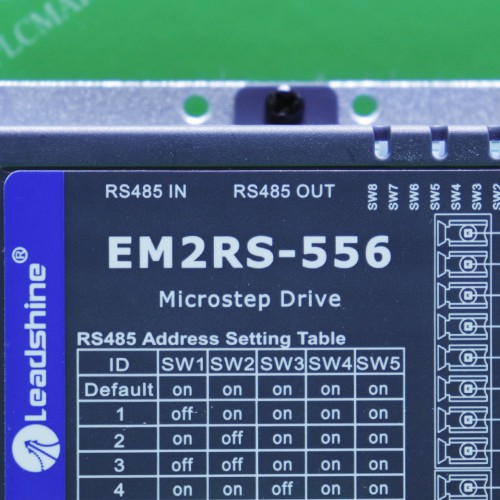 PLCMA
RS485 IN RS485 OUT
SW8 SW7 SW6 SW5 SW4 SW3 SW2
EM2RS-556
Microstep Drive
Leadshine®
RS485 Address Setting Table
ID SW1 SW2 SW3 SW4 SW5
Default on on on on on
1 off on on on on
2 on off on on on
3 off off on on on
4 on on off on on